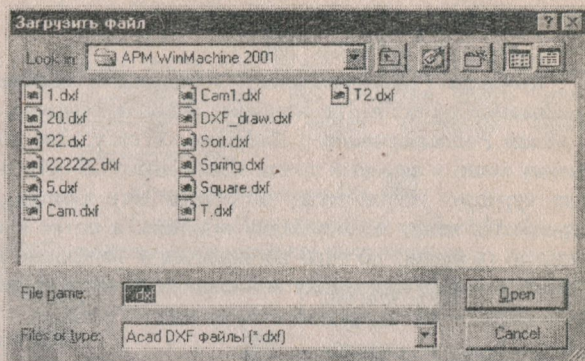 Загрузить файл
Look in: APM WinMachine 2001
1.dxf
20.dxf
22.dxf
222222.dxf
5.dxf
Cam.dxf
Cam1.dxf
DXF_draw.dxf
Sort.dxf
Spring.dxf
Square.dxf
T.dxf
T2.dxf
File name: *.dxf
Open
Files of type: Acad DXF файлы (*.dxf)
Cancel